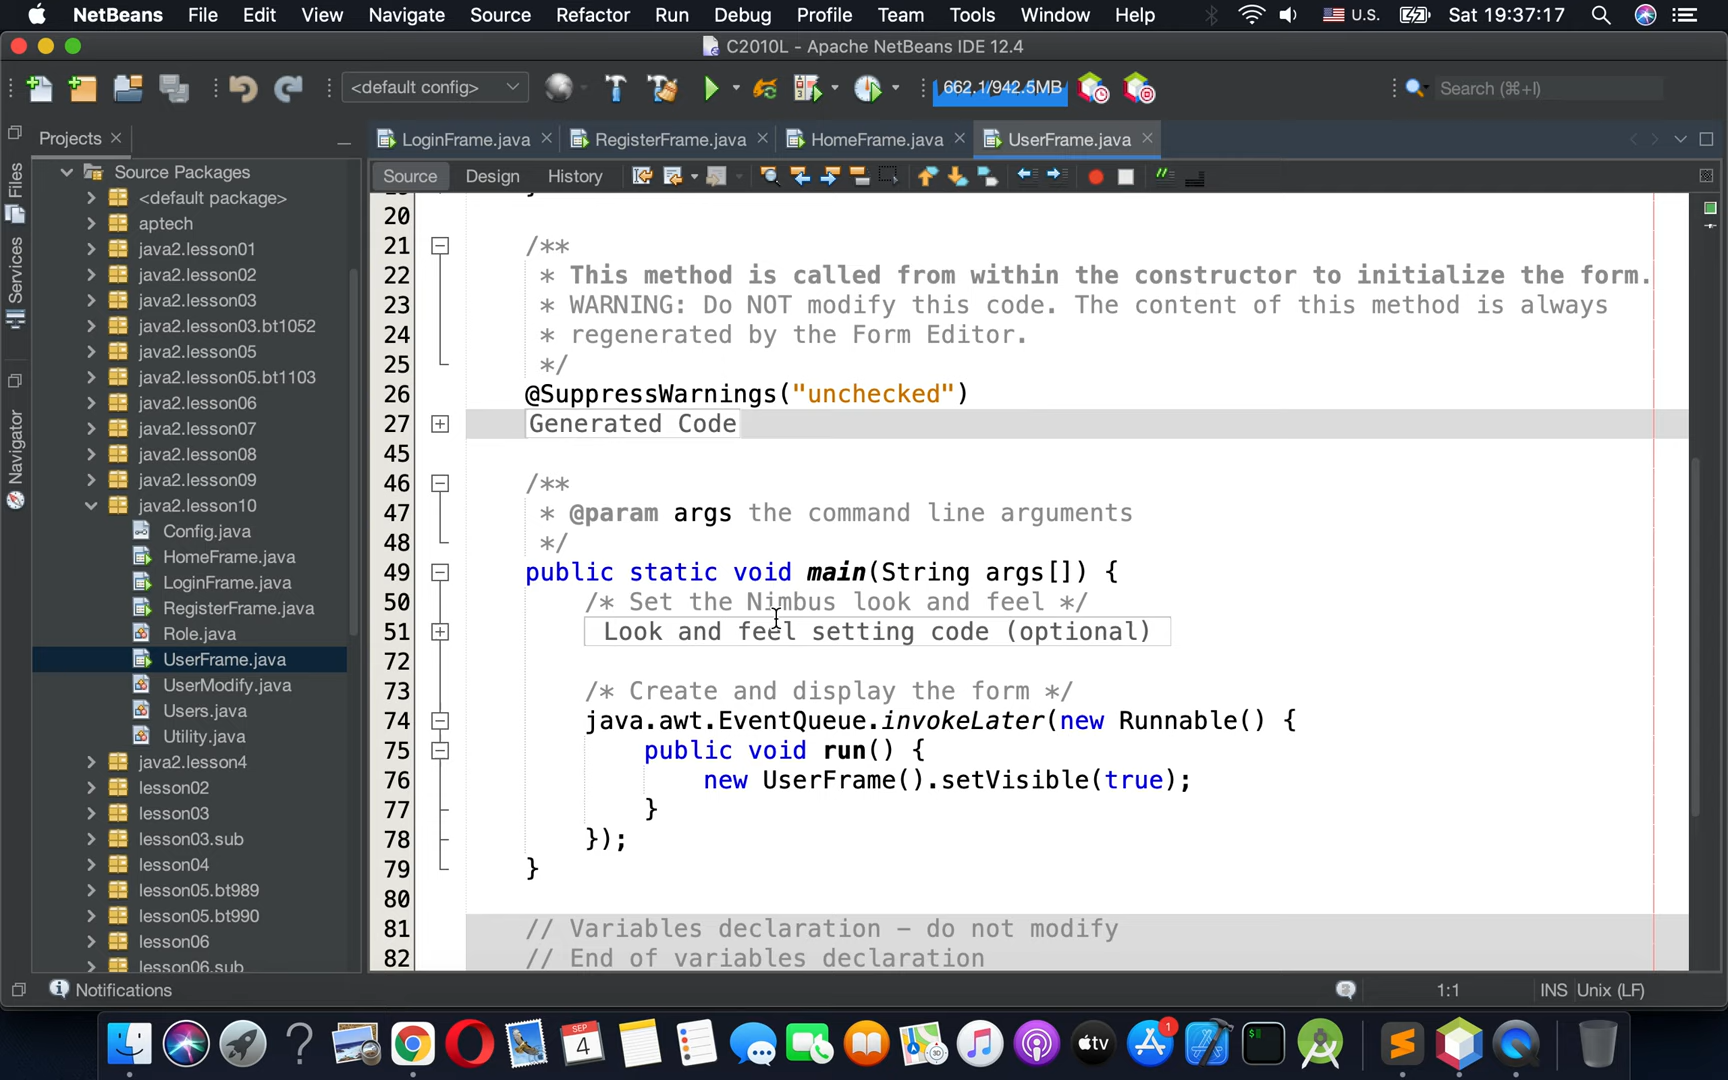 NetBeans File Edit View Navigate Source Refactor Run Debug Profile Team Tools Window Help U.S. Sat 19:37:17
C2010L - Apache NetBeans IDE 12.4
<default config> 662.1/942.5MB Search (⌘+I)
Projects LoginFrame.java RegisterFrame.java HomeFrame.java UserFrame.java
Source Design History
Files
Services
Navigator
Source Packages
<default package>
aptech
java2.lesson01
java2.lesson02
java2.lesson03
java2.lesson03.bt1052
java2.lesson05
java2.lesson05.bt1103
java2.lesson06
java2.lesson07
java2.lesson08
java2.lesson09
java2.lesson10
Config.java
HomeFrame.java
LoginFrame.java
RegisterFrame.java
Role.java
UserFrame.java
UserModify.java
Users.java
Utility.java
java2.lesson4
lesson02
lesson03
lesson03.sub
lesson04
lesson05.bt989
lesson05.bt990
lesson06
lesson06.sub
20
21 /**
22 * This method is called from within the constructor to initialize the form.
23 * WARNING: Do NOT modify this code. The content of this method is always
24 * regenerated by the Form Editor.
25 */
26 @SuppressWarnings("unchecked")
27 Generated Code
45
46 /**
47 * @param args the command line arguments
48 */
49 public static void main(String args[]) {
50 /* Set the Nimbus look and feel */
51 Look and feel setting code (optional)
72
73 /* Create and display the form */
74 java.awt.EventQueue.invokeLater(new Runnable() {
75 public void run() {
76 new UserFrame().setVisible(true);
77 }
78 });
79 }
80
81 // Variables declaration - do not modify
82 // End of variables declaration
Notifications 1:1 INS Unix (LF)
SEP
4
tv
1